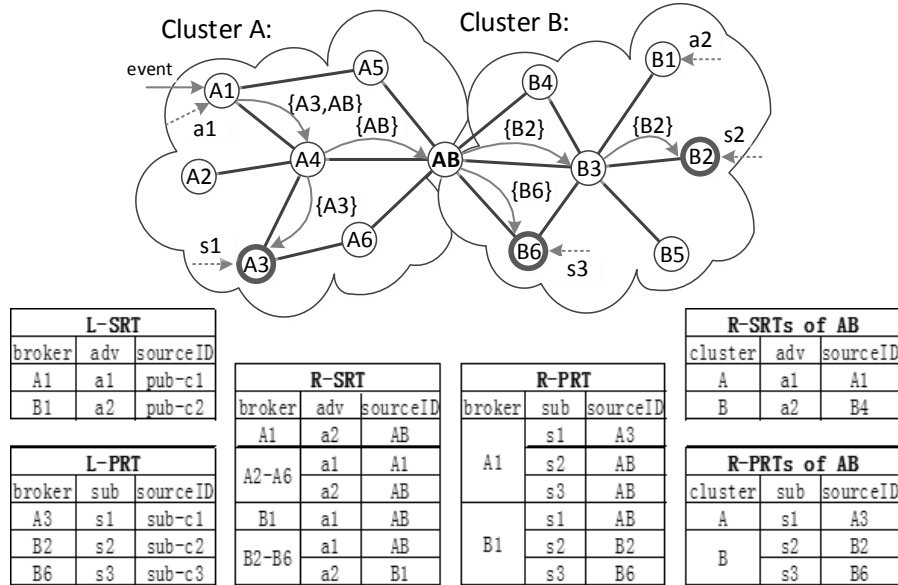 Cluster A:
Cluster B:
event
A1
A5
B4
B1
a2
a1
{A3,AB}
{AB}
{B2}
{B2}
s2
A2
A4
AB
B3
B2
{A3}
{B6}
s1
A3
A6
B6
s3
B5
L-SRT
broker adv sourceID
A1 a1 pub-c1
B1 a2 pub-c2
L-PRT
broker sub sourceID
A3 s1 sub-c1
B2 s2 sub-c2
B6 s3 sub-c3
R-SRT
broker adv sourceID
A1 a2 AB
A2-A6 a1 A1
a2 AB
B1 a1 AB
B2-B6 a1 AB
a2 B1
R-PRT
broker sub sourceID
A1 s1 A3
s2 AB
s3 AB
B1 s1 AB
s2 B2
s3 B6
R-SRTs of AB
cluster adv sourceID
A a1 A1
B a2 B4
R-PRTs of AB
cluster sub sourceID
A s1 A3
B s2 B2
s3 B6